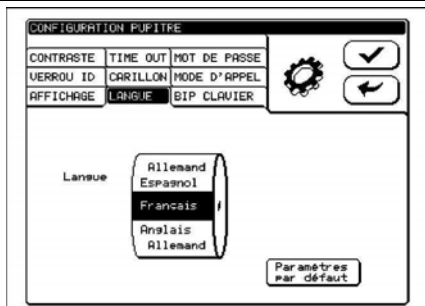 CONFIGURATION PUPITRE
CONTRASTE TIME OUT MOT DE PASSE
VERROU ID CARILLON MODE D'APPEL
AFFICHAGE LANGUE BIP CLAVIER
Allemand
Langue Espagnol
Français
Anglais
Allemand
Paramètres
par défaut